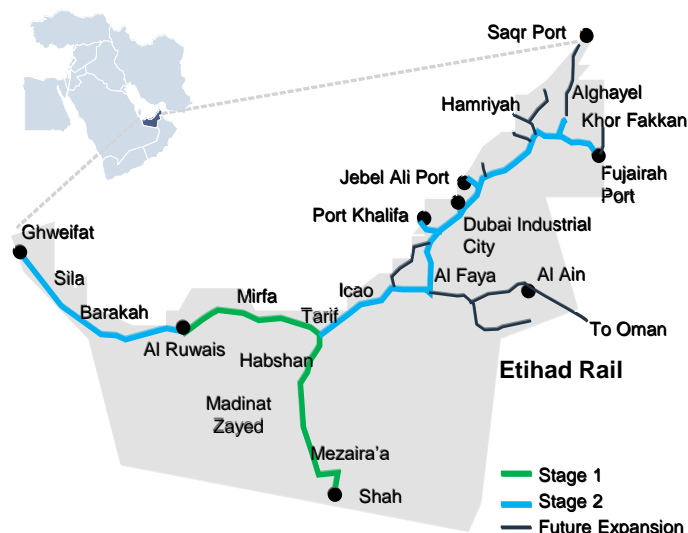 Saqr Port
Alghayel
Hamriyah
Khor Fakkan
Jebel Ali Port
Fujairah
Port
Port Khalifa
Dubai Industrial
City
Ghweifat
Sila
Al Faya
Al Ain
Icao
Mirfa
Barakah
Tarif
To Oman
Al Ruwais
Habshan
Etihad Rail
Madinat
Zayed
Mezaira'a
Shah
Stage 1
Stage 2
Future Expansion